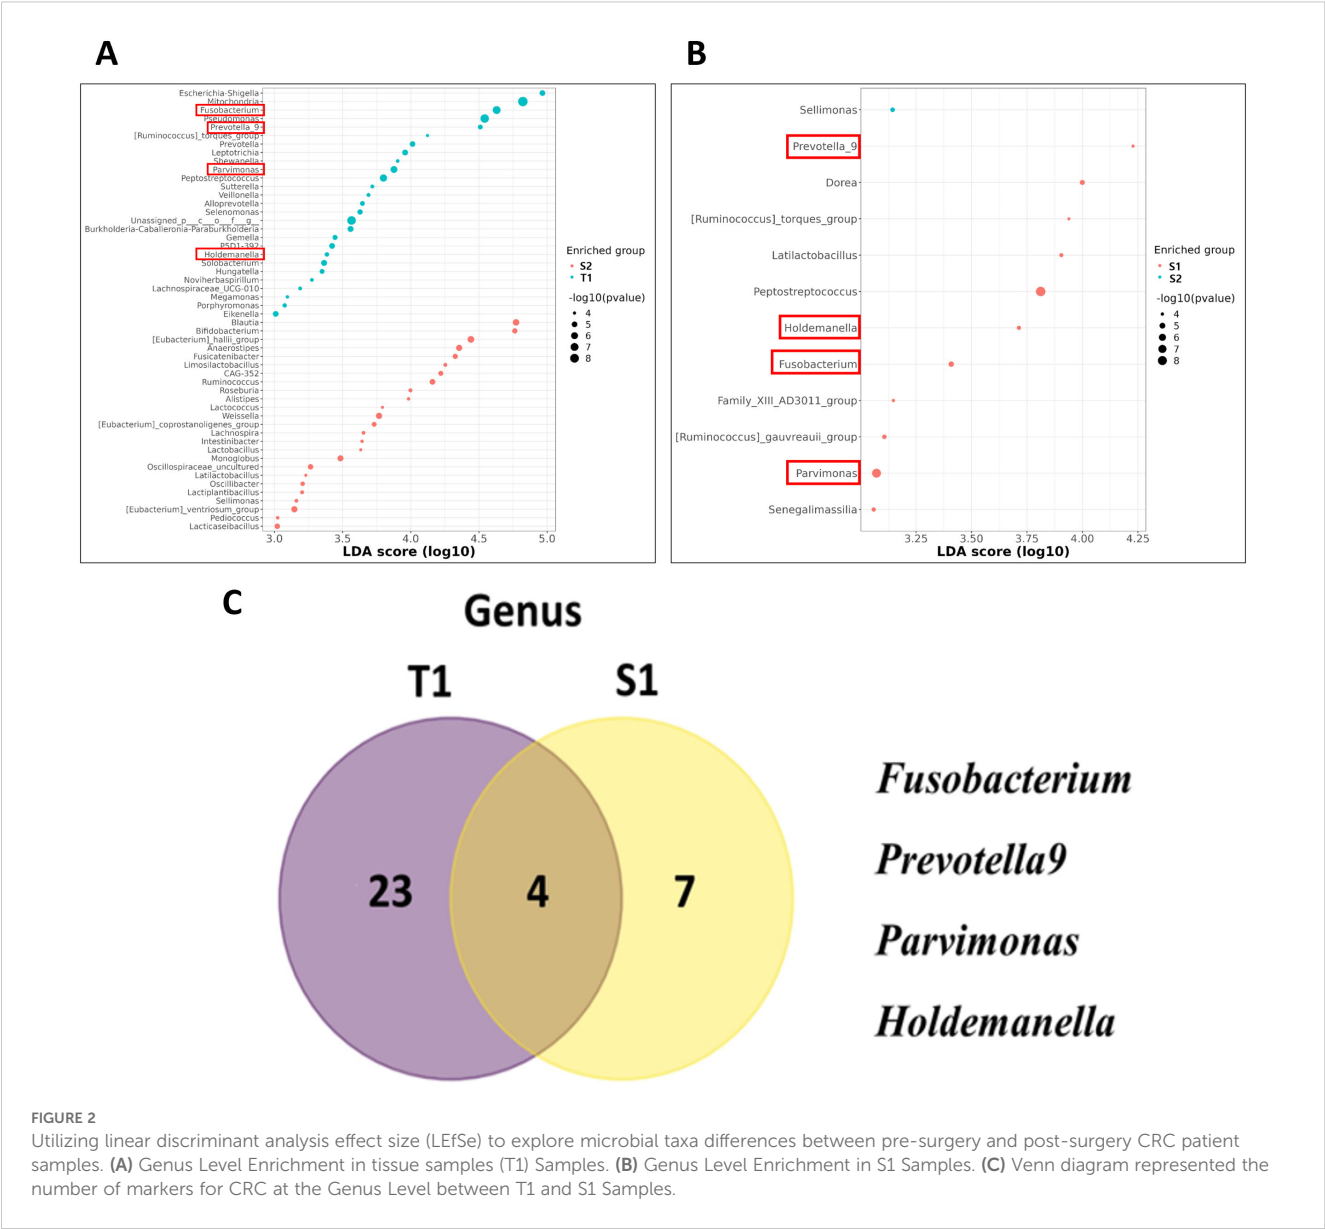 A
Escherichia-Shigella
Mitochondria
Fusobacterium
Pseudomonas
Prevotella_9
[Ruminococcus]_torques_group
Prevotella
Leptotrichia
Shewanella
Parvimonas
Peptostreptococcus
Sutterella
Veillonella
Alloprevotella
Selenomonas
Unassigned_p__c__o__f__g_
Burkholderia-Caballeronia-Paraburkholderia
Gemella
P5D1-392
Holdemanella
Solobacterium
Hungatella
Noviherbaspirillum
Lachnospiraceae_UCG-010
Megamonas
Porphyromonas
Eikenella
Blautia
Bifidobacterium
[Eubacterium]_hallii_group
Anaerostipes
Fusicatenibacter
Limosilactobacillus
CAG-352
Ruminococcus
Roseburia
Alistipes
Lactococcus
Weissella
[Eubacterium]_coprostanoligenes_group
Lachnospira
Intestinibacter
Lactobacillus
Monoglobus
Oscillospiraceae_uncultured
Latilactobacillus
Oscillibacter
Lactiplantibacillus
Sellimonas
[Eubacterium]_ventriosum_group
Pediococcus
Lacticaseibacillus
3.0 3.5 4.0 4.5 5.0
LDA score (log10)
Enriched group
S2
T1
-log10(pvalue)
4
5
6
7
8
B
Sellimonas
Prevotella_9
Dorea
[Ruminococcus]_torques_group
Latilactobacillus
Peptostreptococcus
Holdemanella
Fusobacterium
Family_XIII_AD3011_group
[Ruminococcus]_gauvreauii_group
Parvimonas
Senegalimassilia
3.25 3.50 3.75 4.00 4.25
LDA score (log10)
Enriched group
S1
S2
-log10(pvalue)
4
5
6
7
8
C
Genus
T1 S1
23 4 7
Fusobacterium
Prevotella9
Parvimonas
Holdemanella
FIGURE 2
Utilizing linear discriminant analysis effect size (LEfSe) to explore microbial taxa differences between pre-surgery and post-surgery CRC patient
samples. (A) Genus Level Enrichment in tissue samples (T1) Samples. (B) Genus Level Enrichment in S1 Samples. (C) Venn diagram represented the
number of markers for CRC at the Genus Level between T1 and S1 Samples.